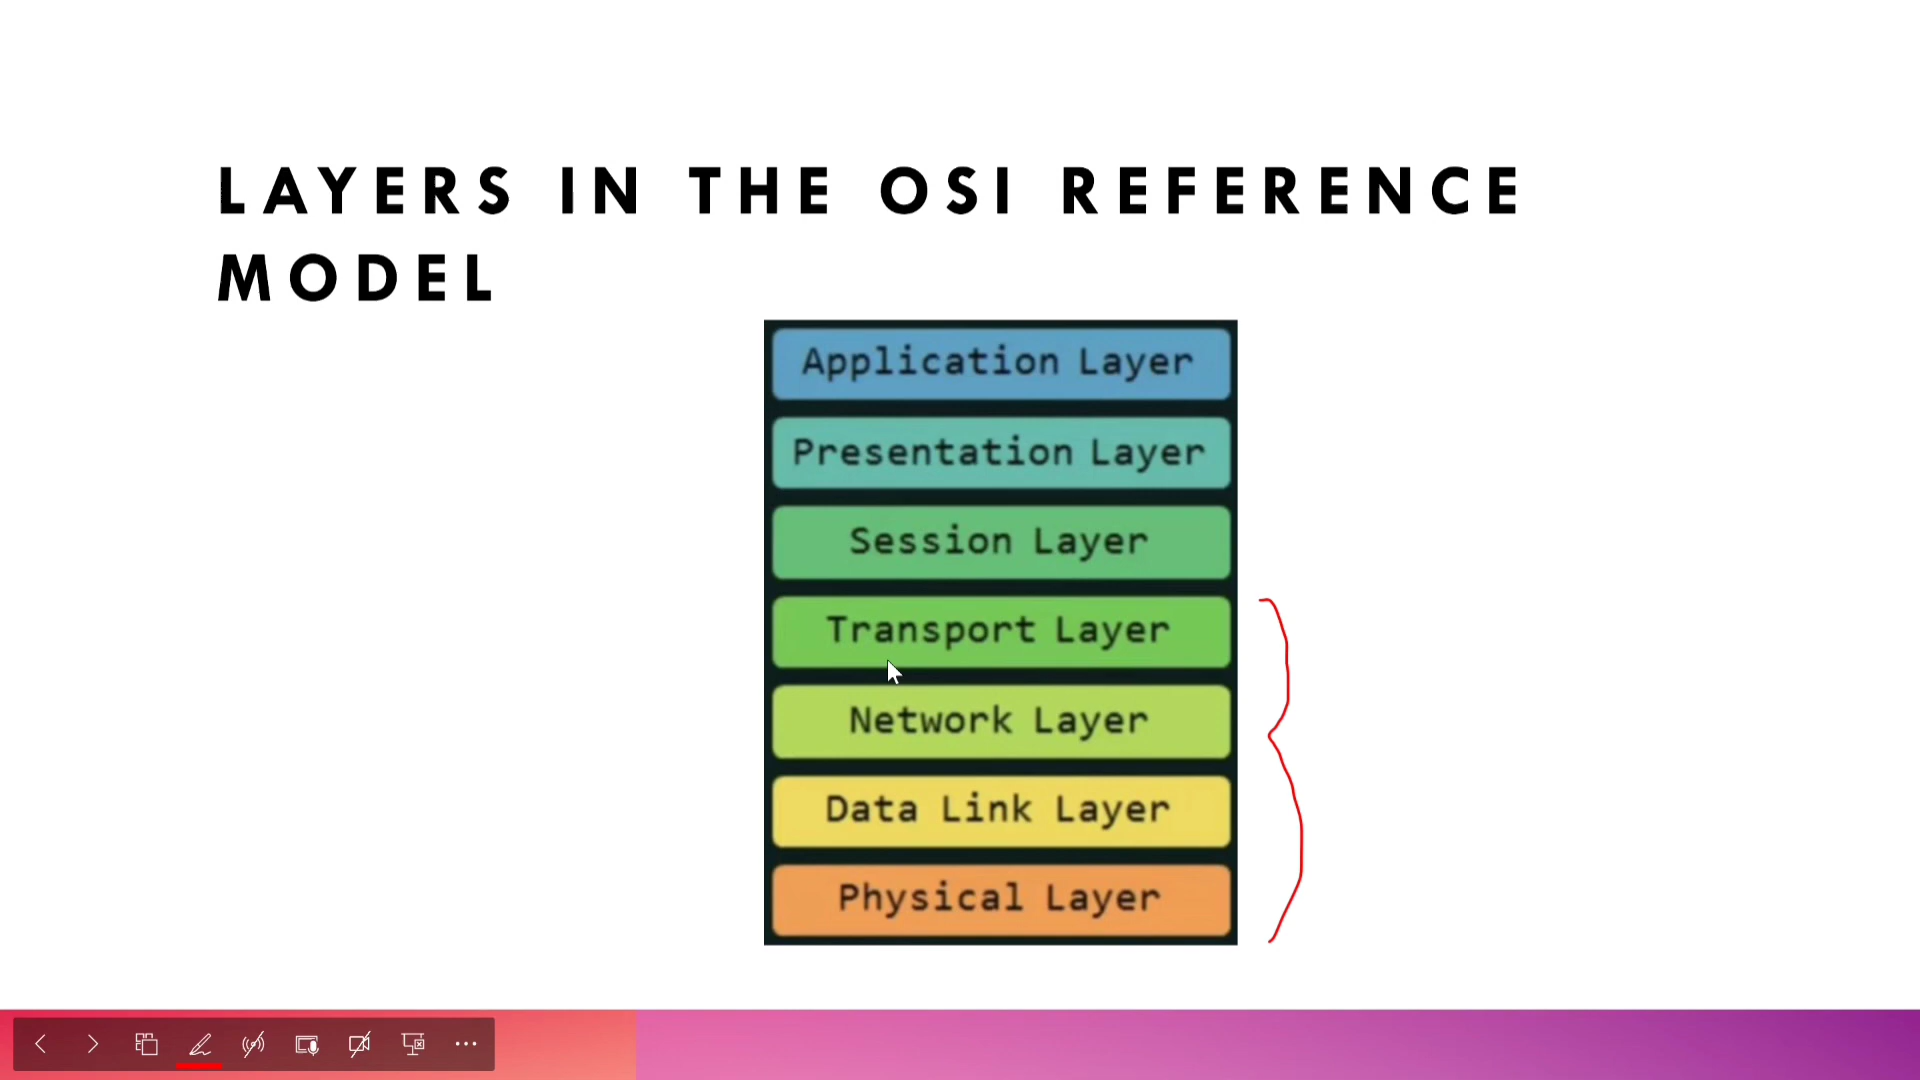 LAYERS IN THE OSI REFERENCE
MODEL
Application Layer
Presentation Layer
Session Layer
Transport Layer
Network Layer
Data Link Layer
Physical Layer